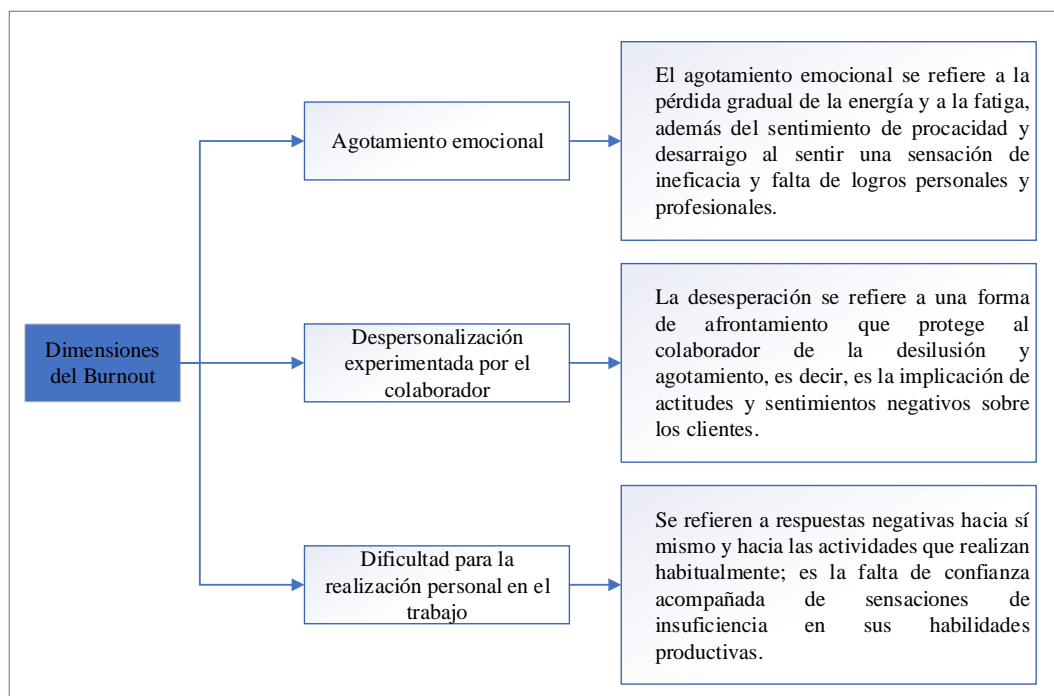 Dimensiones
del Burnout
Agotamiento emocional
El agotamiento emocional se refiere a la
pérdida gradual de la energía y a la fatiga,
además del sentimiento de procacidad y
desarraigo al sentir una sensación de
ineficacia y falta de logros personales y
profesionales.
Despersonalización
experimentada por el
colaborador
La desesperación se refiere a una forma
de afrontamiento que protege al
colaborador de la desilusión y
agotamiento, es decir, es la implicación de
actitudes y sentimientos negativos sobre
los clientes.
Dificultad para la
realización personal en el
trabajo
Se refieren a respuestas negativas hacia sí
mismo y hacia las actividades que realizan
habitualmente; es la falta de confianza
acompañada de sensaciones de
insuficiencia en sus habilidades
productivas.